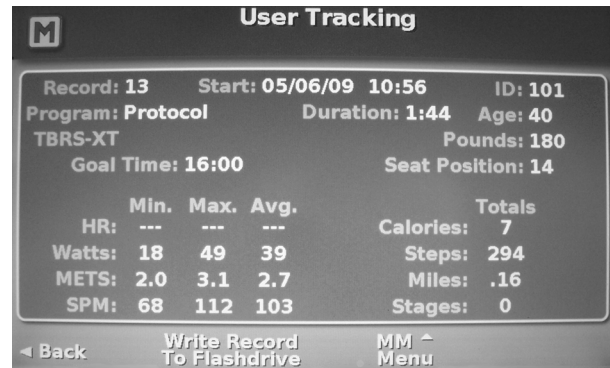 User Tracking
M
Record: 13 Start: 05/06/09 10:56 ID: 101
Program: Protocol Duration: 1:44 Age: 40
TBRS-XT Pounds: 180
Goal Time: 16:00 Seat Position: 14
Min. Max. Avg. Totals
HR: --- --- --- Calories: 7
Watts: 18 49 39 Steps: 294
METS: 2.0 3.1 2.7 Miles: .16
SPM: 68 112 103 Stages: 0
◄ Back Write Record To Flashdrive MM Menu